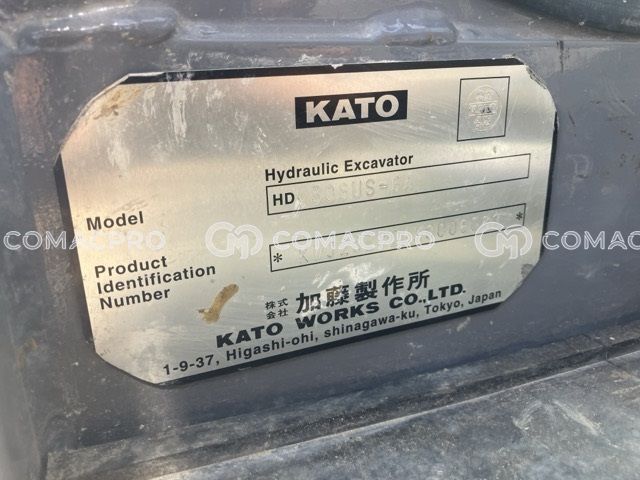 KATO
Hydraulic Excavator
Model
HD
Product
Identification
Number
* *
株式会社 加藤製作所
KATO WORKS CO.,LTD.
1-9-37, Higashi-ohi, shinagawa-ku, Tokyo, Japan
COMACPRO COMACPRO COMACPRO